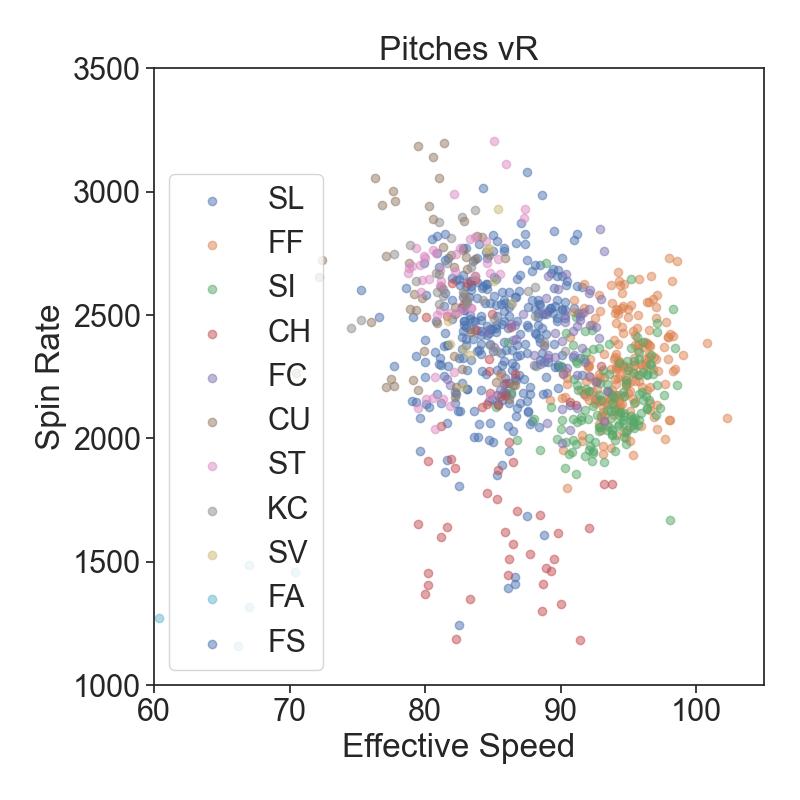 Pitches vR
3500
3000
2500
2000
1500
1000
Spin Rate
SL
FF
SI
CH
FC
CU
ST
KC
SV
FA
FS
60 70 80 90 100
Effective Speed